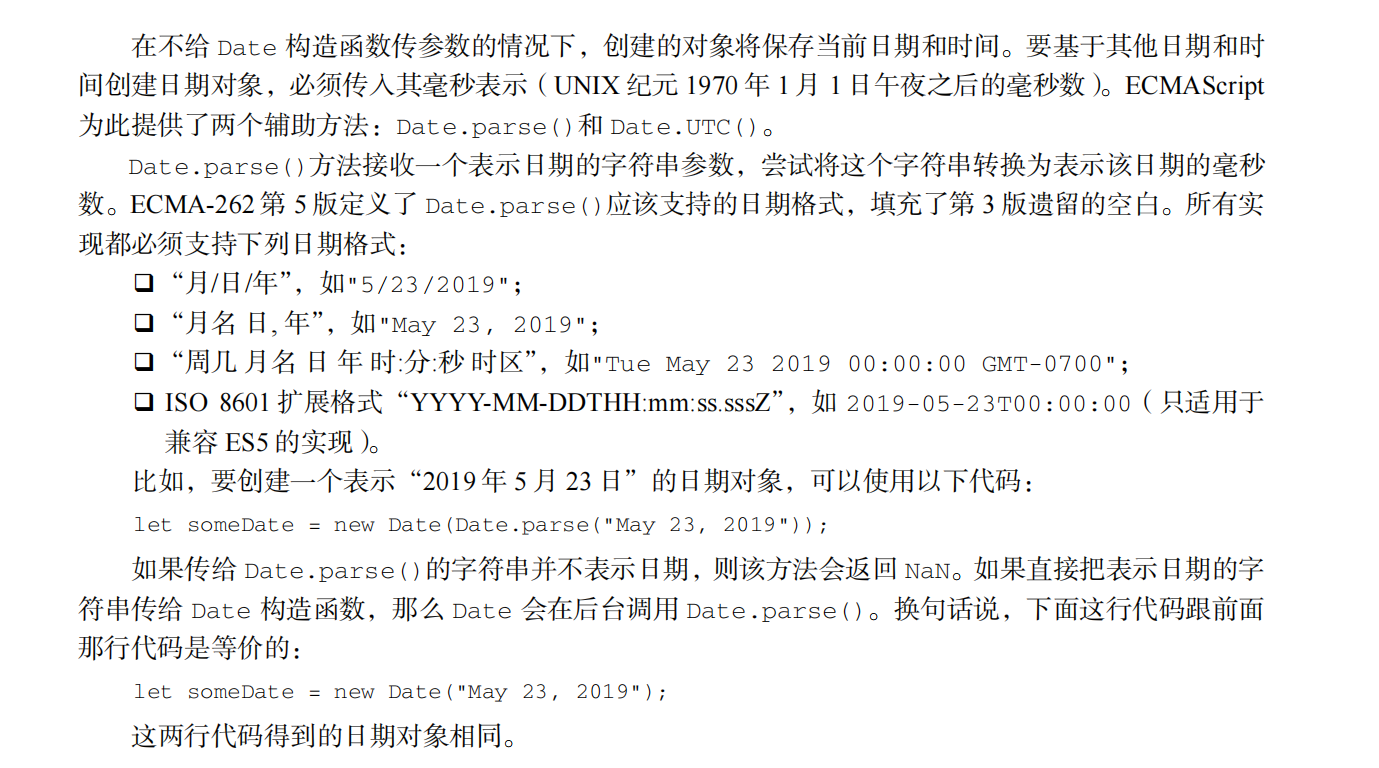 在不给 Date 构造函数传参数的情况下，创建的对象将保存当前日期和时间。要基于其他日期和时
间创建日期对象，必须传入其毫秒表示（UNIX 纪元 1970 年 1 月 1 日午夜之后的毫秒数）。ECMAScript
为此提供了两个辅助方法：Date.parse()和 Date.UTC()。
Date.parse()方法接收一个表示日期的字符串参数，尝试将这个字符串转换为表示该日期的毫秒
数。ECMA-262 第 5 版定义了 Date.parse()应该支持的日期格式，填充了第 3 版遗留的空白。所有实
现都必须支持下列日期格式：
❑ “月/日/年”，如"5/23/2019"；
❑ “月名 日, 年”，如"May 23, 2019"；
❑ “周几 月名 日 年 时:分:秒 时区”，如"Tue May 23 2019 00:00:00 GMT-0700"；
❑ ISO 8601 扩展格式“YYYY-MM-DDTHH:mm:ss.sssZ”，如 2019-05-23T00:00:00（只适用于
兼容 ES5 的实现）。
比如，要创建一个表示“2019 年 5 月 23 日”的日期对象，可以使用以下代码：
let someDate = new Date(Date.parse("May 23, 2019"));
如果传给 Date.parse()的字符串并不表示日期，则该方法会返回 NaN。如果直接把表示日期的字
符串传给 Date 构造函数，那么 Date 会在后台调用 Date.parse()。换句话说，下面这行代码跟前面
那行代码是等价的：
let someDate = new Date("May 23, 2019");
这两行代码得到的日期对象相同。